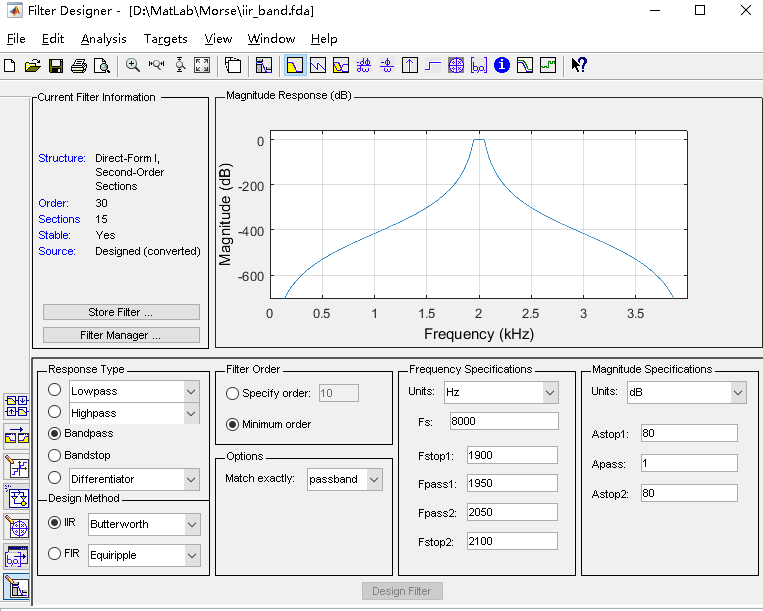 Filter Designer - [D:\MatLab\Morse\iir_band.fda]
File Edit Analysis Targets View Window Help
Current Filter Information
Structure: Direct-Form I,
Second-Order
Sections
Order: 30
Sections 15
Stable: Yes
Source: Designed (converted)
Store Filter ...
Filter Manager ...
Magnitude Response (dB)
Magnitude (dB)
0
-200
-400
-600
0 0.5 1 1.5 2 2.5 3 3.5
Frequency (kHz)
Response Type
Lowpass
Highpass
Bandpass
Bandstop
Differentiator
Design Method
IIR Butterworth
FIR Equiripple
Filter Order
Specify order: 10
Minimum order
Options
Match exactly: passband
Frequency Specifications
Units: Hz
Fs: 8000
Fstop1: 1900
Fpass1: 1950
Fpass2: 2050
Fstop2: 2100
Magnitude Specifications
Units: dB
Astop1: 80
Apass: 1
Astop2: 80
Design Filter